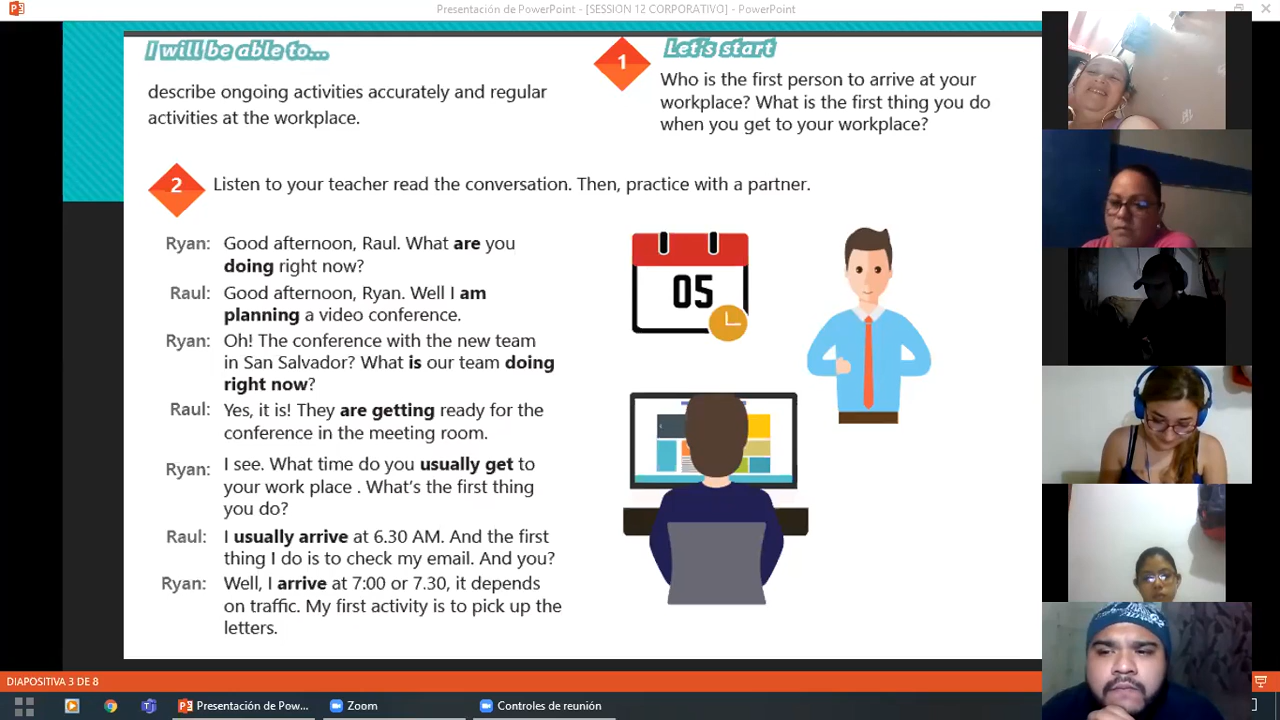 Presentación de PowerPoint - [SESSION 12 CORPORATIVO] - PowerPoint
I will be able to...
describe ongoing activities accurately and regular
activities at the workplace.
1
Let's start
Who is the first person to arrive at your
workplace? What is the first thing you do
when you get to your workplace?
2
Listen to your teacher read the conversation. Then, practice with a partner.
Ryan: Good afternoon, Raul. What are you
doing right now?
Raul: Good afternoon, Ryan. Well I am
planning a video conference.
Ryan: Oh! The conference with the new team
in San Salvador? What is our team doing
right now?
Raul: Yes, it is! They are getting ready for the
conference in the meeting room.
Ryan: I see. What time do you usually get to
your work place . What's the first thing
you do?
Raul: I usually arrive at 6.30 AM. And the first
thing I do is to check my email. And you?
Ryan: Well, I arrive at 7:00 or 7.30, it depends
on traffic. My first activity is to pick up the
letters.
05
DIAPOSITIVA 3 DE 8
Presentación de Pow...
Zoom
Controles de reunión